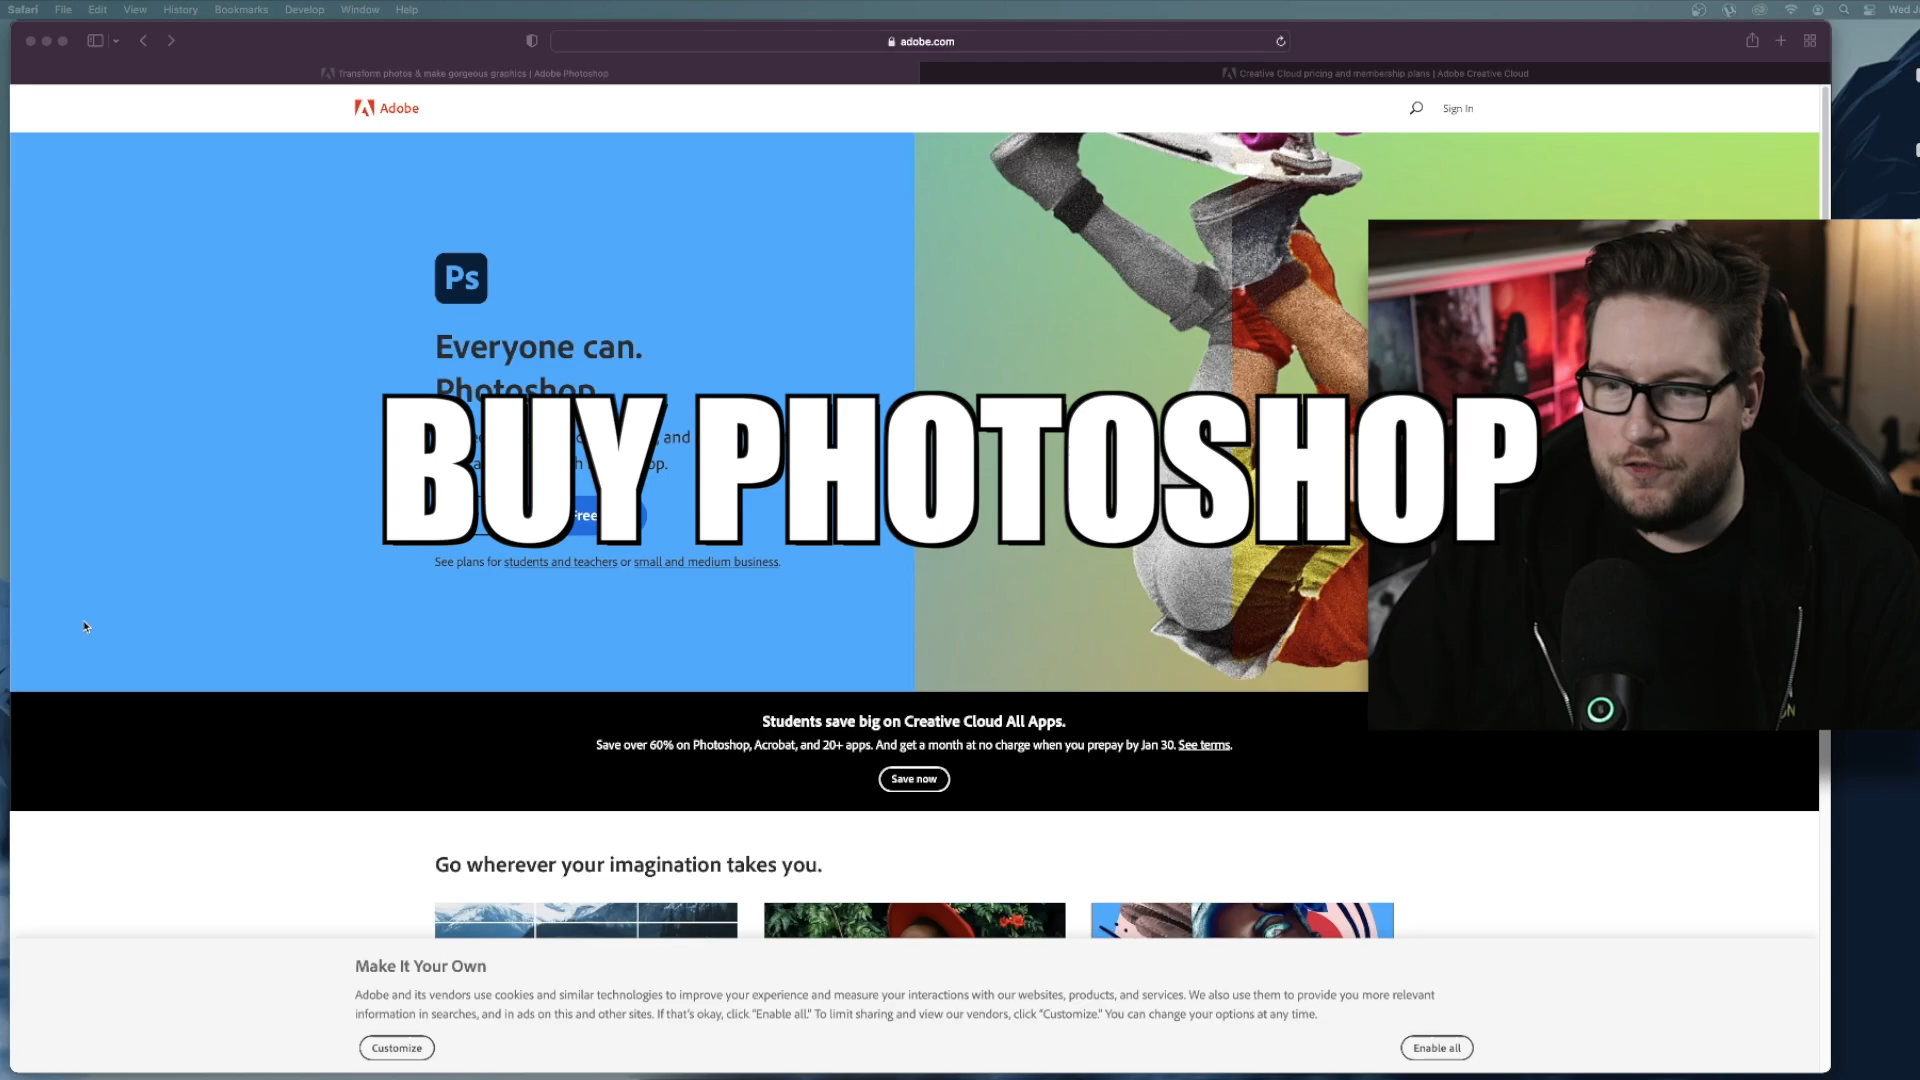 Safari File Edit View History Bookmarks Develop Window Help
adobe.com
Transform photos & make gorgeous graphics | Adobe Photoshop
Creative Cloud pricing and membership plans | Adobe Creative Cloud
Adobe
Sign In
Ps
Everyone can.
Photoshop.
and
BUY PHOTOSHOP
Free
See plans for students and teachers or small and medium business.
Students save big on Creative Cloud All Apps.
Save over 60% on Photoshop, Acrobat, and 20+ apps. And get a month at no charge when you prepay by Jan 30. See terms.
Save now
Go wherever your imagination takes you.
Make It Your Own
Adobe and its vendors use cookies and similar technologies to improve your experience and measure your interactions with our websites, products, and services. We also use them to provide you more relevant
information in searches, and in ads on this and other sites. If that's okay, click "Enable all." To limit sharing and view our vendors, click "Customize." You can change your options at any time.
Customize
Enable all